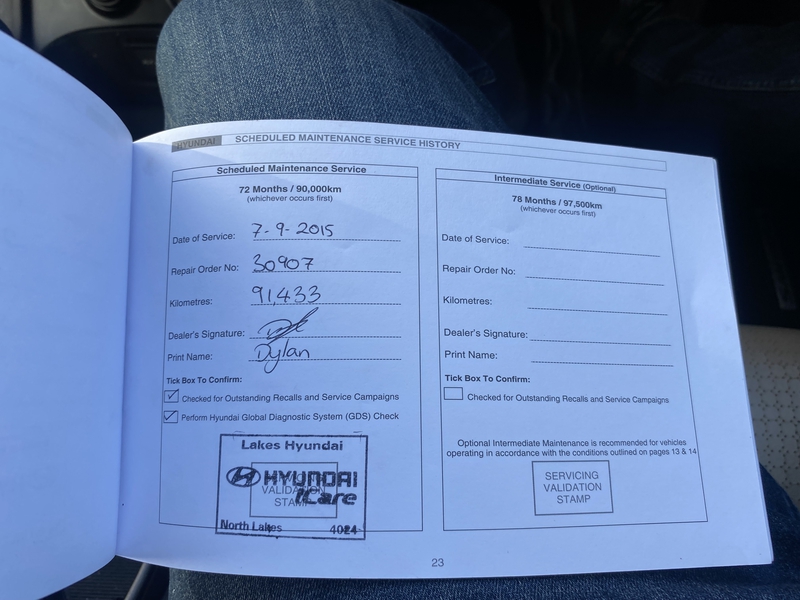 HYUNDAI SCHEDULED MAINTENANCE SERVICE HISTORY
Scheduled Maintenance Service
72 Months / 90,000km
(whichever occurs first)
Date of Service: 7-9-2015
Repair Order No: 30907
Kilometres: 91,433
Dealer's Signature:
Print Name: Dylan
Tick Box To Confirm:
Checked for Outstanding Recalls and Service Campaigns
Perform Hyundai Global Diagnostic System (GDS) Check
Lakes Hyundai
HYUNDAI
iCare
SERVICING
VALIDATION
STAMP
North Lakes 4024
Intermediate Service (Optional)
78 Months / 97,500km
(whichever occurs first)
Date of Service:
Repair Order No:
Kilometres:
Dealer's Signature:
Print Name:
Tick Box To Confirm:
Checked for Outstanding Recalls and Service Campaigns
Optional Intermediate Maintenance is recommended for vehicles
operating in accordance with the conditions outlined on pages 13 & 14
SERVICING
VALIDATION
STAMP
23